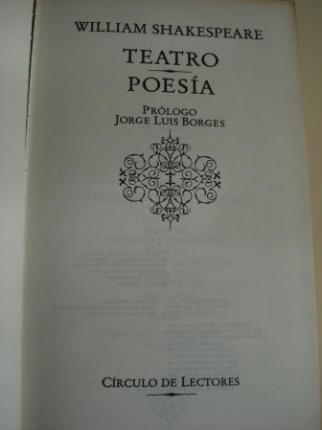 WILLIAM SHAKESPEARE
TEATRO
POESÍA
PRÓLOGO
JORGE LUIS BORGES
CÍRCULO DE LECTORES